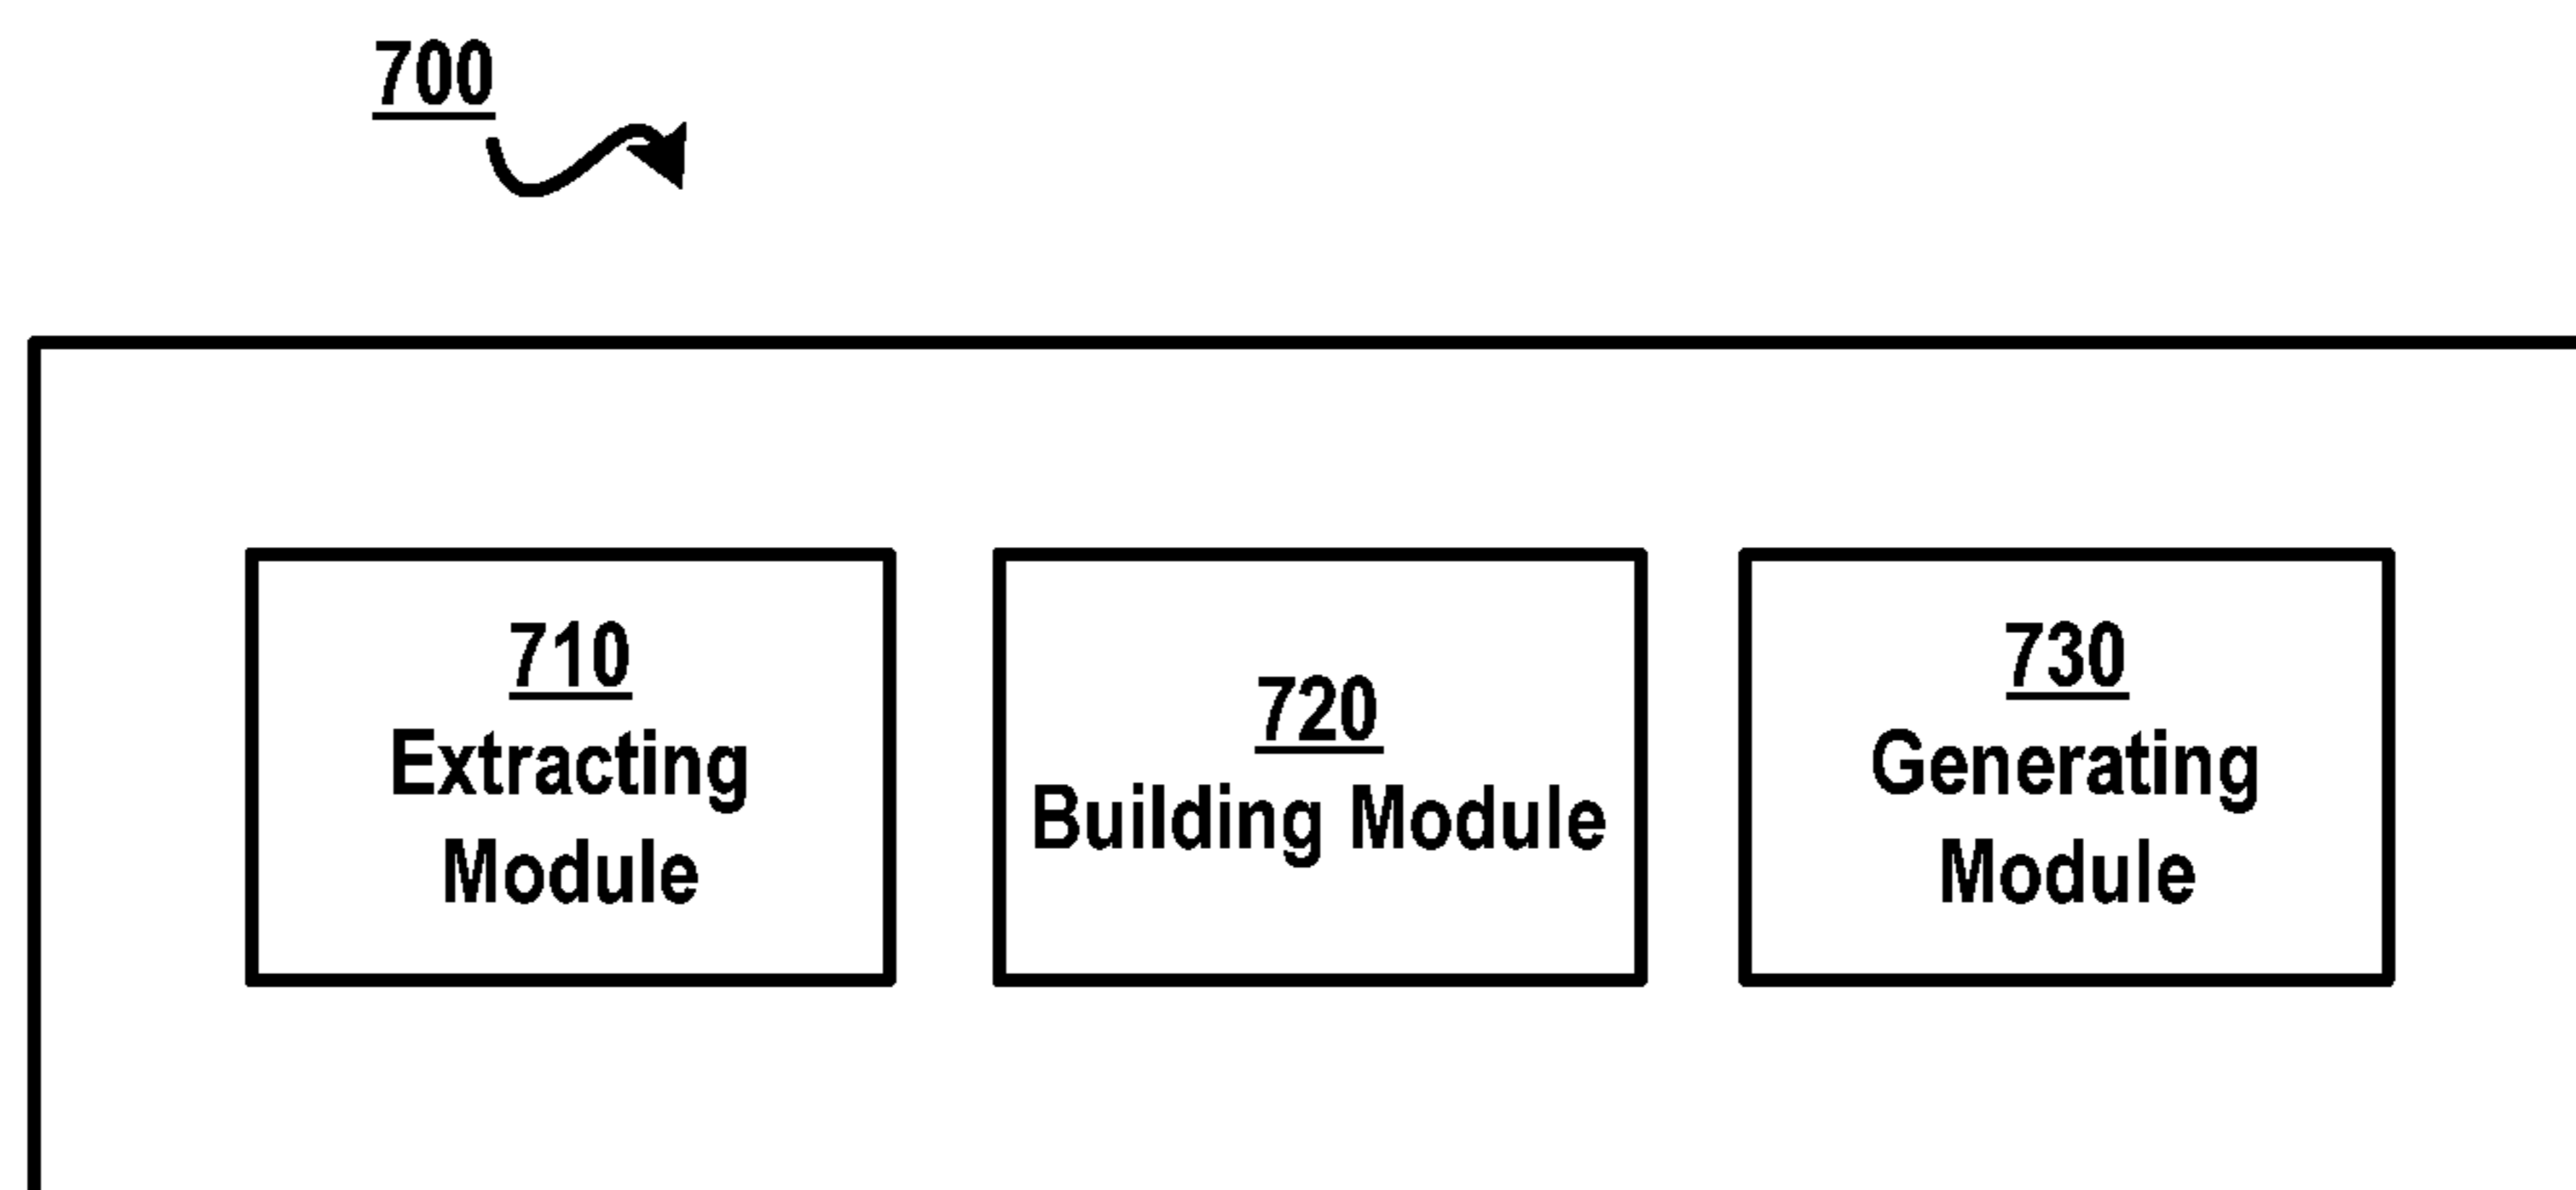 700
710
Extracting
Module
720
Building Module
730
Generating
Module